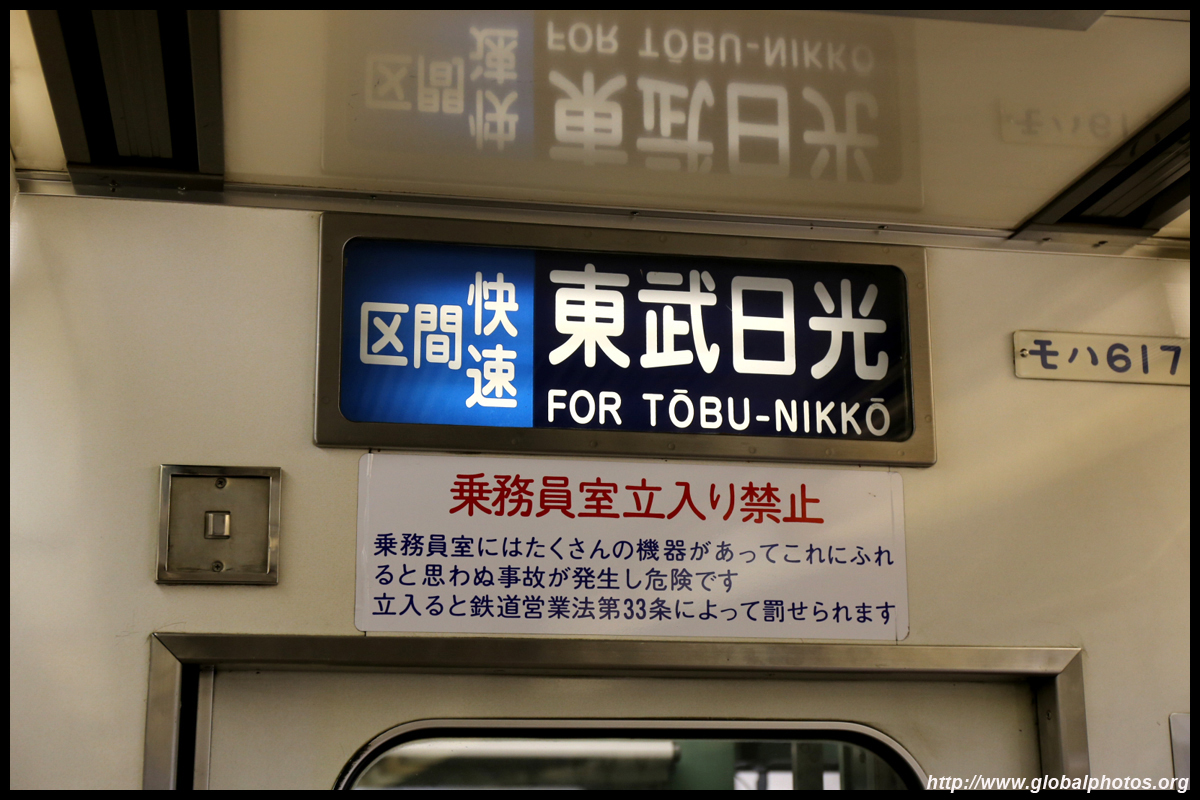 区間快速 東武日光
FOR TŌBU-NIKKŌ
モハ617
乗務員室立入り禁止
乗務員室にはたくさんの機器があってこれにふれ
ると思わぬ事故が発生し危険です
立入ると鉄道営業法第33条によって罰せられます
http://www.globalphotos.org